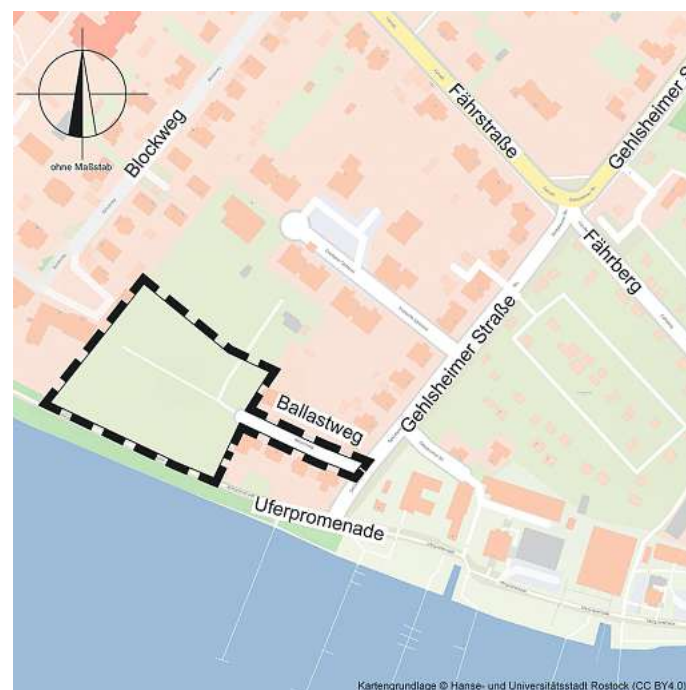 Fährstraße
Gehlsheimer S
Blockweg
ohne Maßstab
Fährberg
Gehlsheimer Straße
Ballastweg
Uferpromenade
Kartengrundlage © Hanse- und Universitätsstadt Rostock (CC BY4.0)